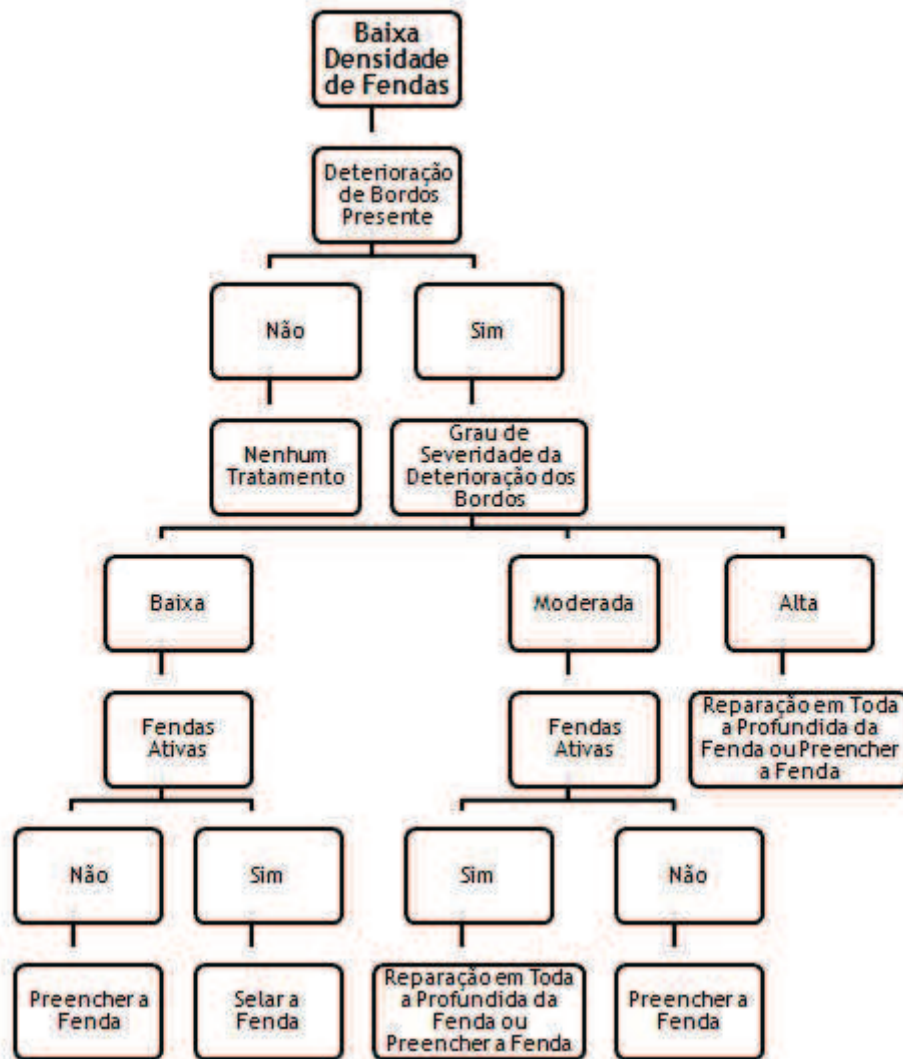 Baixa
Densidade
de Fendas
Deterioração
de Bordos
Presente
Não
Sim
Nenhum
Tratamento
Grau de
Severidade da
Deterioração dos
Bordos
Baixa
Moderada
Alta
Fendas
Ativas
Fendas
Ativas
Reparação em Toda
a Profundida da
Fenda ou Preencher
a Fenda
Não
Sim
Sim
Não
Preencher a
Fenda
Selar a
Fenda
Reparação em Toda
a Profundida da
Fenda ou
Preencher a Fenda
Preencher a
Fenda